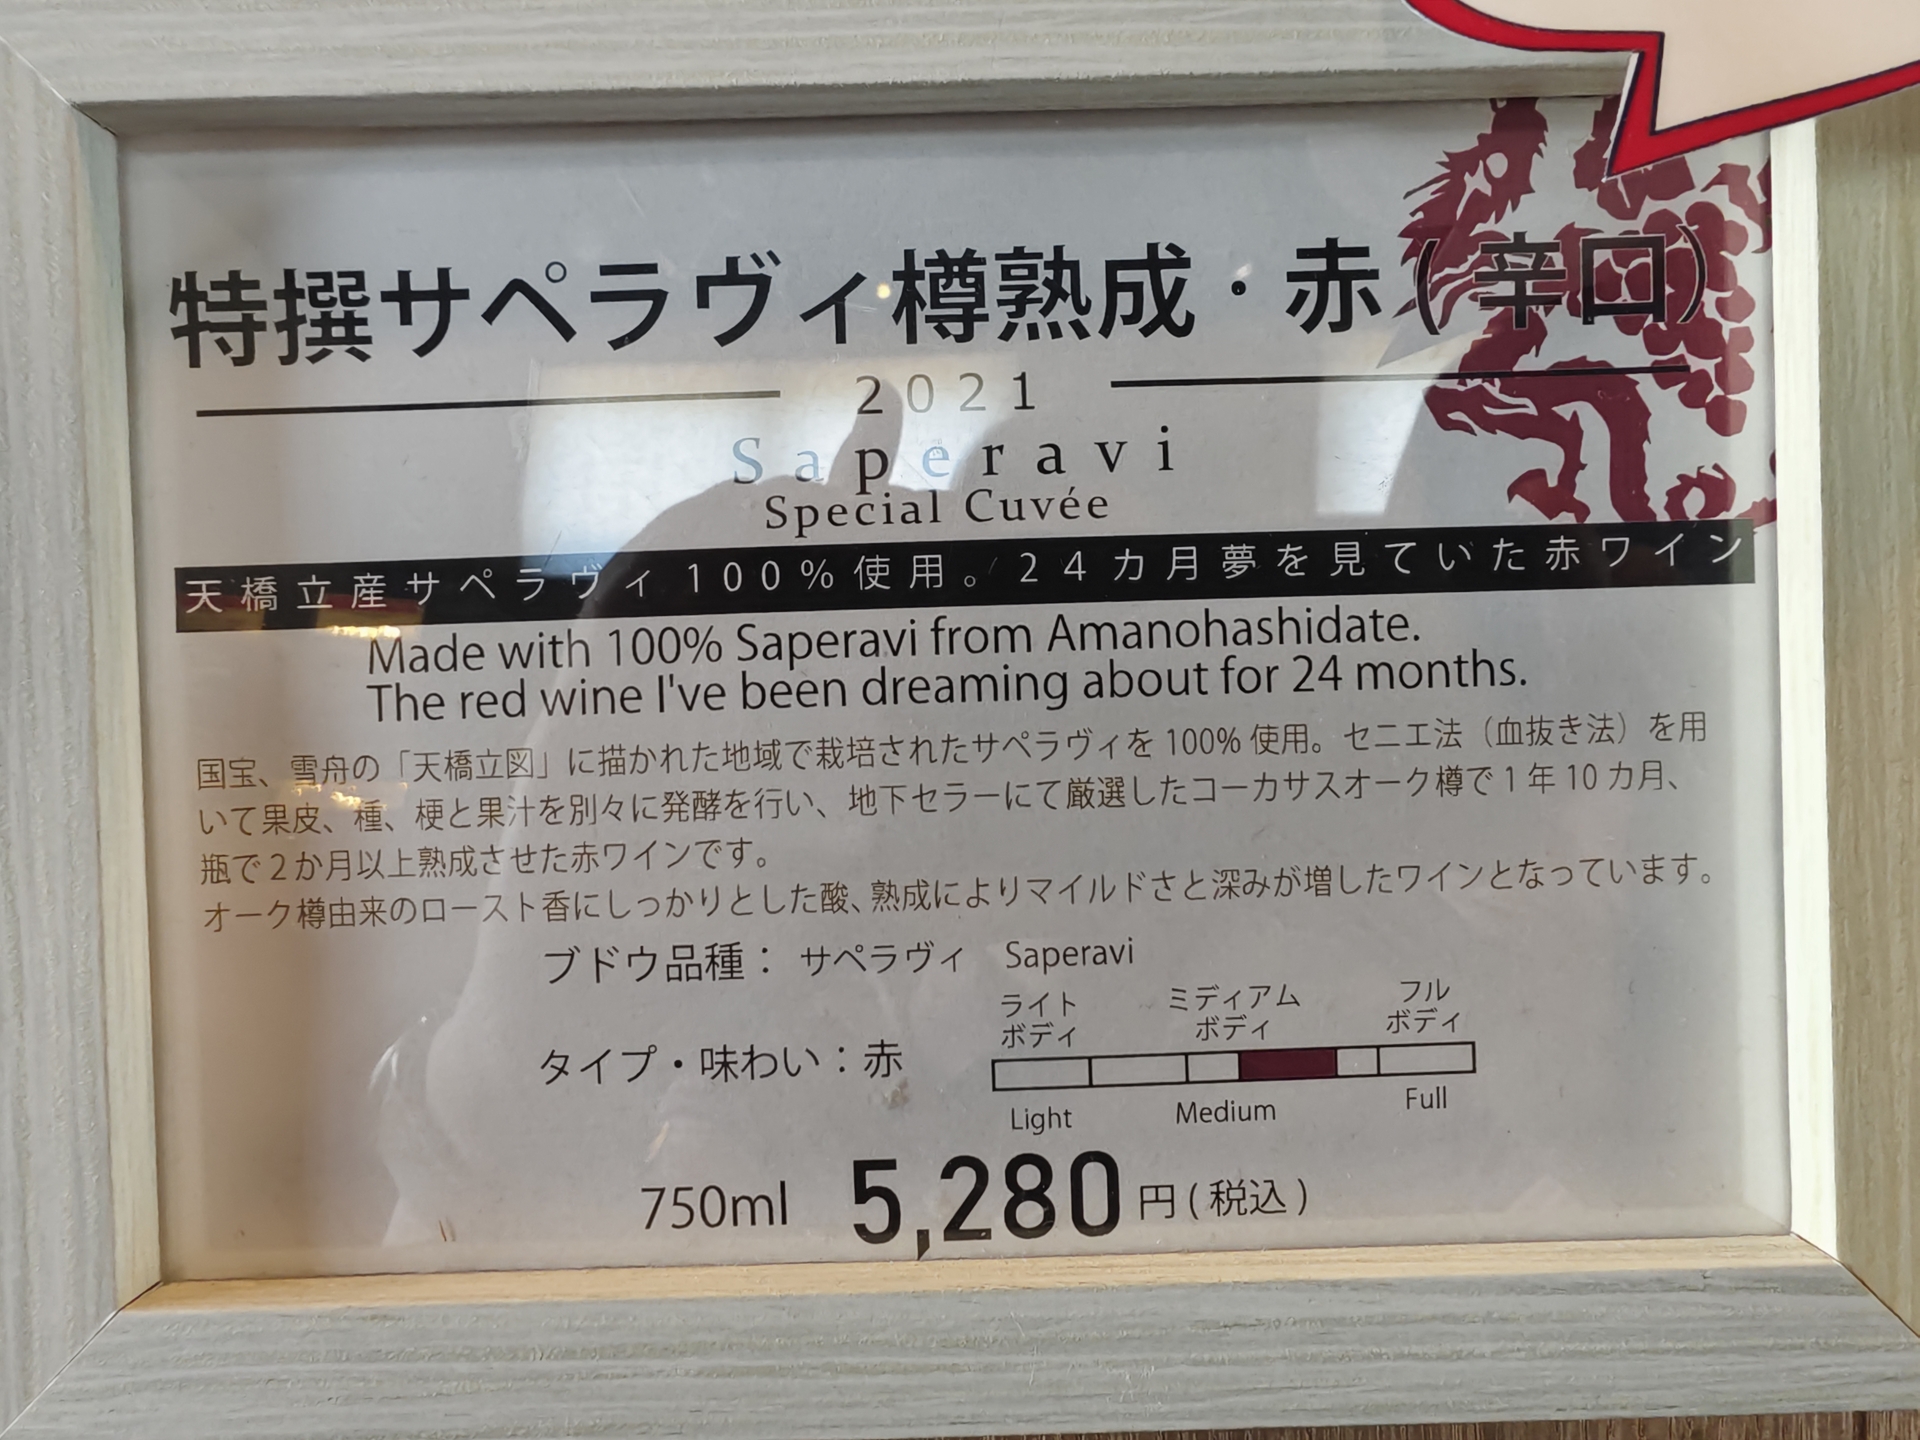 特撰サペラヴィ樽熟成・赤(辛口)
2021
Saperavi
Special Cuvée
天橋立産サペラヴィ100%使用。24カ月夢を見ていた赤ワイン
Made with 100% Saperavi from Amanohashidate.
The red wine I've been dreaming about for 24 months.
国宝、雪舟の「天橋立図」に描かれた地域で栽培されたサペラヴィを100%使用。セニエ法（血抜き法）を用
いて果皮、種、梗と果汁を別々に発酵を行い、地下セラーにて厳選したコーカサスオーク樽で1年10カ月、
瓶で2か月以上熟成させた赤ワインです。
オーク樽由来のロースト香にしっかりとした酸、熟成によりマイルドさと深みが増したワインとなっています。
ブドウ品種： サペラヴィ Saperavi
ライト ミディアム フル
ボディ ボディ ボディ
タイプ・味わい：赤
Light Medium Full
750ml 5,280円(税込)